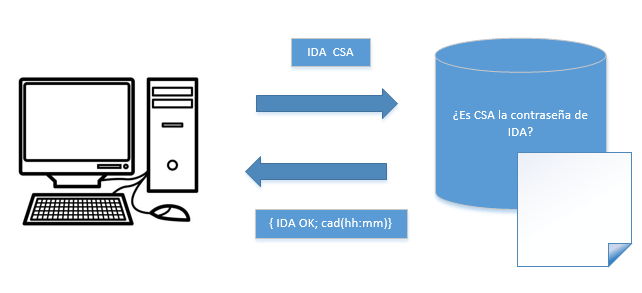 IDA CSA
¿Es CSA la contraseña de
IDA?
{ IDA OK; cad(hh:mm)}